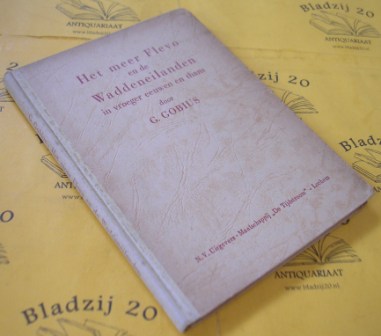 Bladzij 20
ANTIQUARIAAT
Het meer Flevo
en de
Waddeneilanden
in vroeger eeuwen en thans
door
G. GOBIUS
N.V. Uitgevers-Maatschappij „De Tijdstroom" - Lochem
Bladzij 20
ANTIQUARIAAT
Bladzij
ANTIQUARIAAT
bladzij20.nl
Bladzij 20